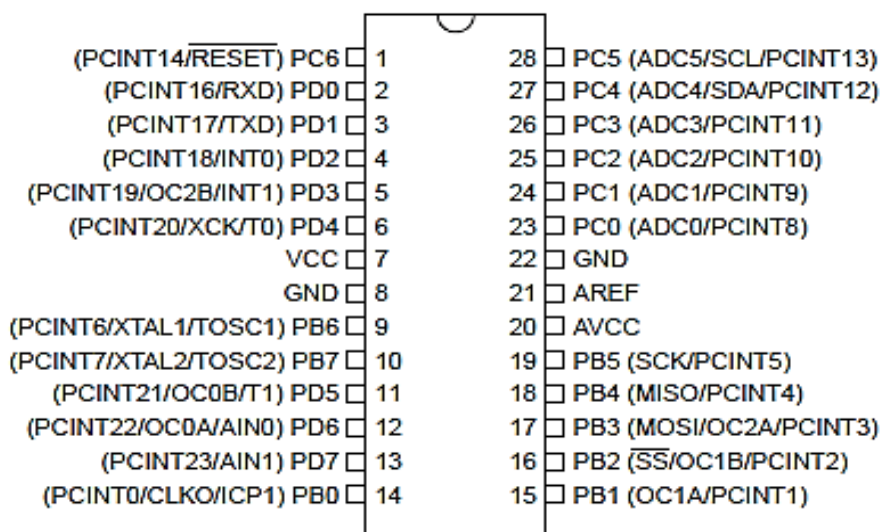 (PCINT14/RESET) PC6 1 28 PC5 (ADC5/SCL/PCINT13)
(PCINT16/RXD) PD0 2 27 PC4 (ADC4/SDA/PCINT12)
(PCINT17/TXD) PD1 3 26 PC3 (ADC3/PCINT11)
(PCINT18/INT0) PD2 4 25 PC2 (ADC2/PCINT10)
(PCINT19/OC2B/INT1) PD3 5 24 PC1 (ADC1/PCINT9)
(PCINT20/XCK/T0) PD4 6 23 PC0 (ADC0/PCINT8)
VCC 7 22 GND
GND 8 21 AREF
(PCINT6/XTAL1/TOSC1) PB6 9 20 AVCC
(PCINT7/XTAL2/TOSC2) PB7 10 19 PB5 (SCK/PCINT5)
(PCINT21/OC0B/T1) PD5 11 18 PB4 (MISO/PCINT4)
(PCINT22/OC0A/AIN0) PD6 12 17 PB3 (MOSI/OC2A/PCINT3)
(PCINT23/AIN1) PD7 13 16 PB2 (SS/OC1B/PCINT2)
(PCINT0/CLKO/ICP1) PB0 14 15 PB1 (OC1A/PCINT1)